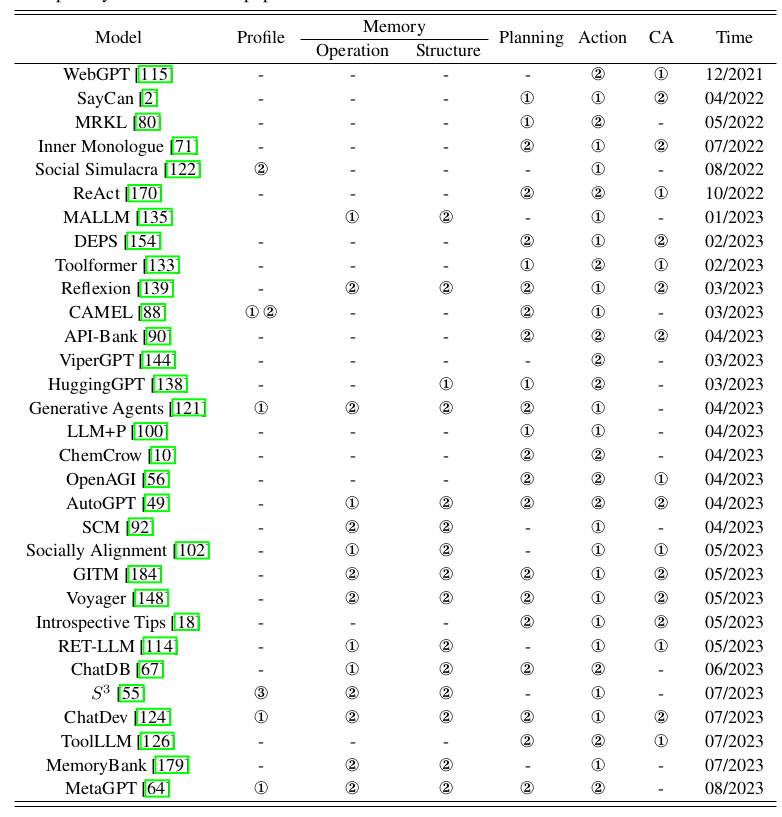 Model Profile Memory Planning Action CA Time
Operation Structure
WebGPT [115] - - - - ② ① 12/2021
SayCan [2] - - - ① ① ② 04/2022
MRKL [80] - - - ① ② - 05/2022
Inner Monologue [71] - - - ② ① ② 07/2022
Social Simulacra [122] ② - - - ① - 08/2022
ReAct [170] - - - ② ② ① 10/2022
MALLM [135] - ① ② - ① - 01/2023
DEPS [154] - - - ② ① ② 02/2023
Toolformer [133] - - - ① ② ① 02/2023
Reflexion [139] - ② ② ② ① ② 03/2023
CAMEL [88] ① ② - - ② ① - 03/2023
API-Bank [90] - - - ② ② ② 04/2023
ViperGPT [144] - - - - ② - 03/2023
HuggingGPT [138] - - ① ① ② - 03/2023
Generative Agents [121] ① ② ② ② ① - 04/2023
LLM+P [100] - - - ① ① - 04/2023
ChemCrow [10] - - - ② ② - 04/2023
OpenAGI [56] - - - ② ② ① 04/2023
AutoGPT [49] - ① ② ② ② ② 04/2023
SCM [92] - ② ② - ① - 04/2023
Socially Alignment [102] - ① ② - ① ① 05/2023
GITM [184] - ② ② ② ① ② 05/2023
Voyager [148] - ② ② ② ① ② 05/2023
Introspective Tips [18] - - - ② ① ② 05/2023
RET-LLM [114] - ① ② - ① ① 05/2023
ChatDB [67] - ① ② ② ② - 06/2023
S³ [55] ③ ② ② - ① - 07/2023
ChatDev [124] ① ② ② ② ① ② 07/2023
ToolLLM [126] - - - ② ② ① 07/2023
MemoryBank [179] - ② ② - ① - 07/2023
MetaGPT [64] ① ② ② ② ② - 08/2023